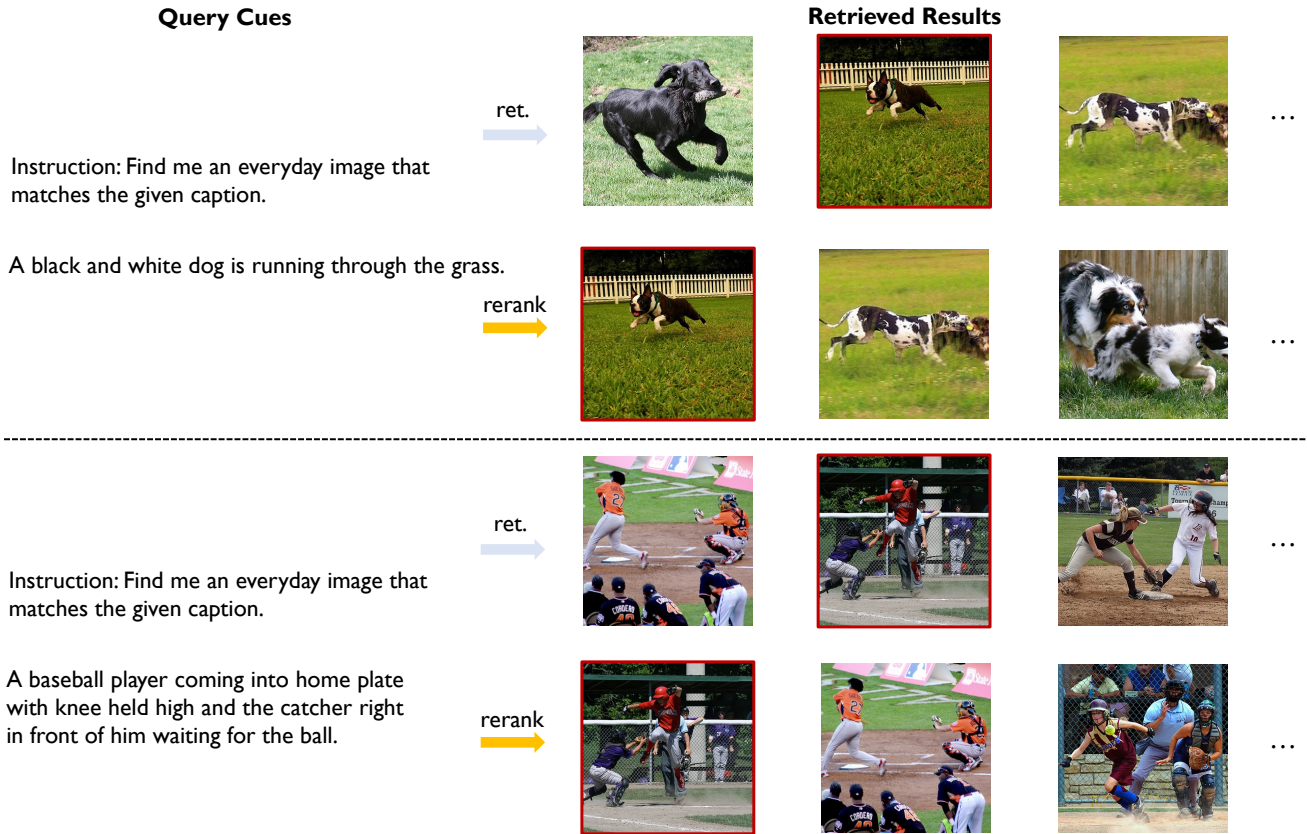 Query Cues
Retrieved Results
ret.
Instruction: Find me an everyday image that
matches the given caption.
A black and white dog is running through the grass.
rerank
...
...
ret.
Instruction: Find me an everyday image that
matches the given caption.
...
A baseball player coming into home plate
with knee held high and the catcher right
in front of him waiting for the ball.
rerank
...